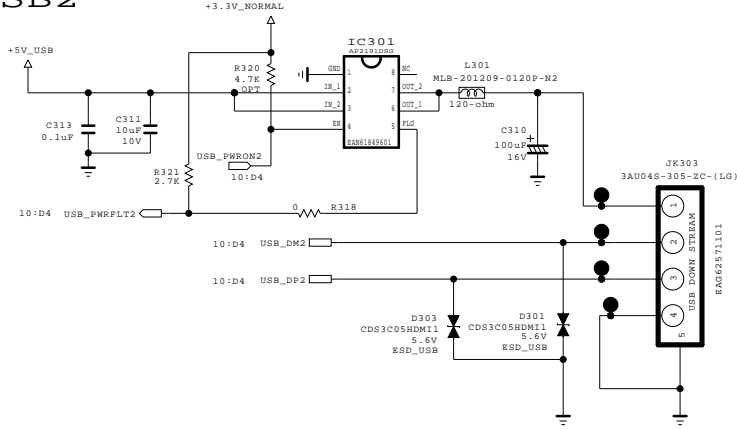 SB2
+3.3V_NORMAL
+5V_USB
IC301
AP2191DSG
R320
4.7K
OPT
GND 1
IN_1 2
IN_2 3
EN 4
8 NC
7 OUT_2
6 OUT_1
5 FLG
EAN61849601
L301
MLB-201209-0120P-N2
120-ohm
C313
0.1uF
C311
10uF
10V
C310
100uF
16V
+
USB_PWRON2
10:D4
R321
2.7K
JK303
3AU04S-305-ZC-(LG)
10:D4 USB_PWRFLT2
0 R318
10:D4 USB_DM2
10:D4 USB_DP2
1
2
3
4
5
USB DOWN STREAM
EAG62571101
D303
CDS3C05HDMI1
5.6V
ESD_USB
D301
CDS3C05HDMI1
5.6V
ESD_USB